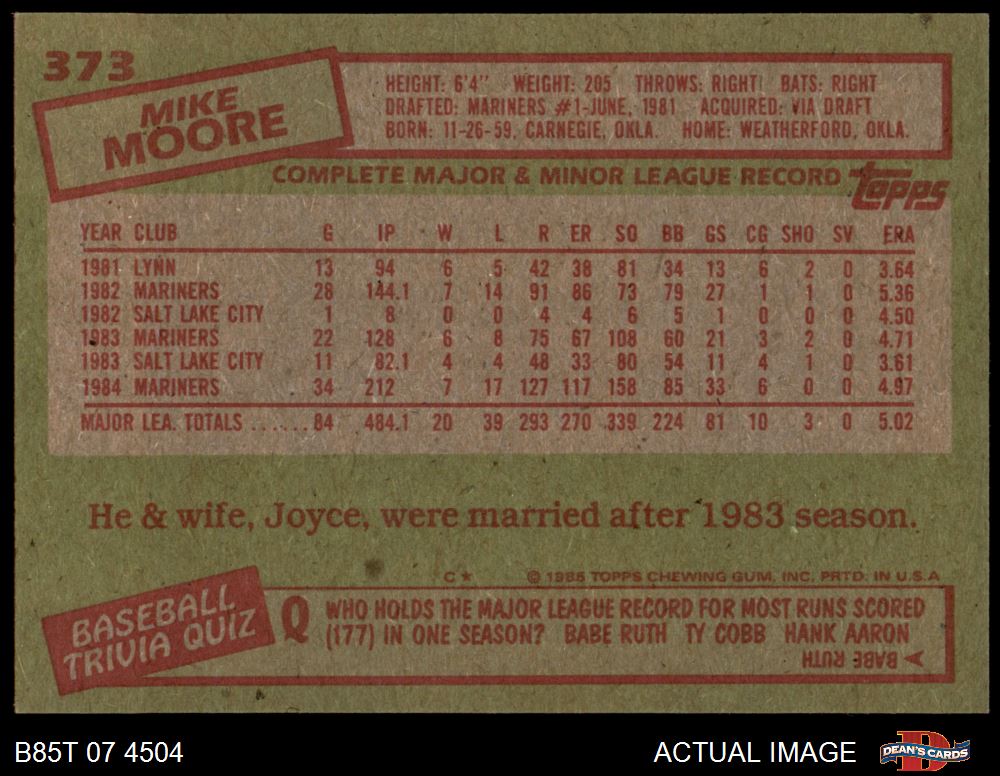 373
MIKE
MOORE
HEIGHT: 6'4" WEIGHT: 205 THROWS: RIGHT BATS: RIGHT
DRAFTED: MARINERS #1-JUNE, 1981 ACQUIRED: VIA DRAFT
BORN: 11-26-59, CARNEGIE, OKLA. HOME: WEATHERFORD, OKLA.
COMPLETE MAJOR & MINOR LEAGUE RECORD topps
YEAR CLUB G IP W L R ER SO BB GS CG SHO SV ERA
1981 LYNN 13 94 6 5 42 38 81 34 13 6 2 0 3.64
1982 MARINERS 28 144.1 7 14 91 86 73 79 27 1 1 0 5.36
1982 SALT LAKE CITY 1 8 0 0 4 4 6 5 1 0 0 0 4.50
1983 MARINERS 22 128 6 8 75 67 108 60 21 3 2 0 4.71
1983 SALT LAKE CITY 11 82.1 4 4 48 33 80 54 11 4 1 0 3.61
1984 MARINERS 34 212 7 17 127 117 158 85 33 6 0 0 4.97
MAJOR LEA. TOTALS ......84 484.1 20 39 293 270 339 224 81 10 3 0 5.02
He & wife, Joyce, were married after 1983 season.
C* © 1985 TOPPS CHEWING GUM, INC. PRTD. IN U.S.A
BASEBALL
TRIVIA QUIZ
Q WHO HOLDS THE MAJOR LEAGUE RECORD FOR MOST RUNS SCORED
(177) IN ONE SEASON? BABE RUTH TY COBB HANK AARON
BABE RUTH
B85T 07 4504
ACTUAL IMAGE
D
DEAN'S CARDS